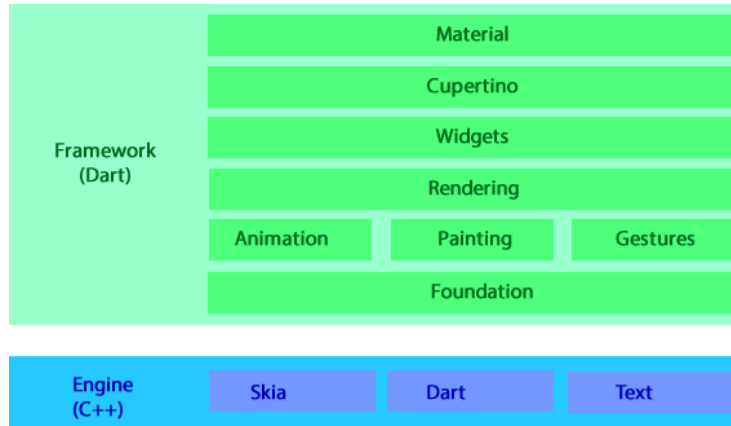 Material
Cupertino
Widgets
Framework
(Dart)
Rendering
Animation Painting Gestures
Foundation
Engine
(C++)
Skia Dart Text